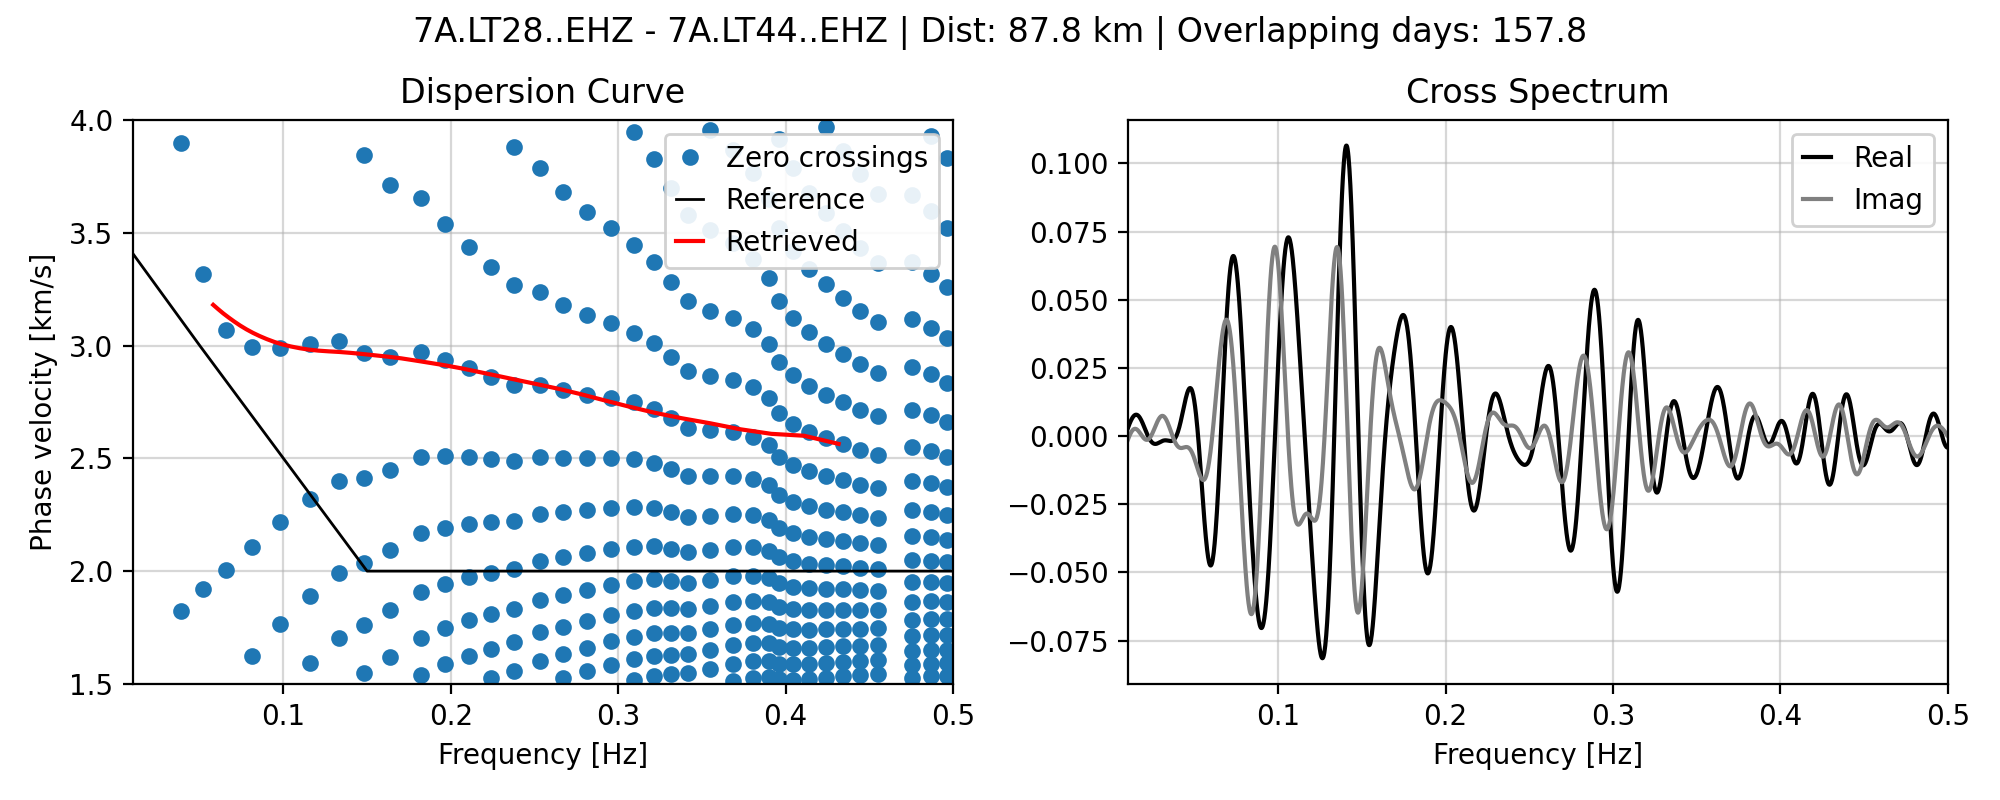 7A.LT28..EHZ - 7A.LT44..EHZ | Dist: 87.8 km | Overlapping days: 157.8
Dispersion Curve
Phase velocity [km/s]
4.0
3.5
3.0
2.5
2.0
1.5
0.1 0.2 0.3 0.4 0.5
Frequency [Hz]
Zero crossings
Reference
Retrieved
Cross Spectrum
0.100
0.075
0.050
0.025
0.000
−0.025
−0.050
−0.075
0.1 0.2 0.3 0.4 0.5
Frequency [Hz]
Real
Imag